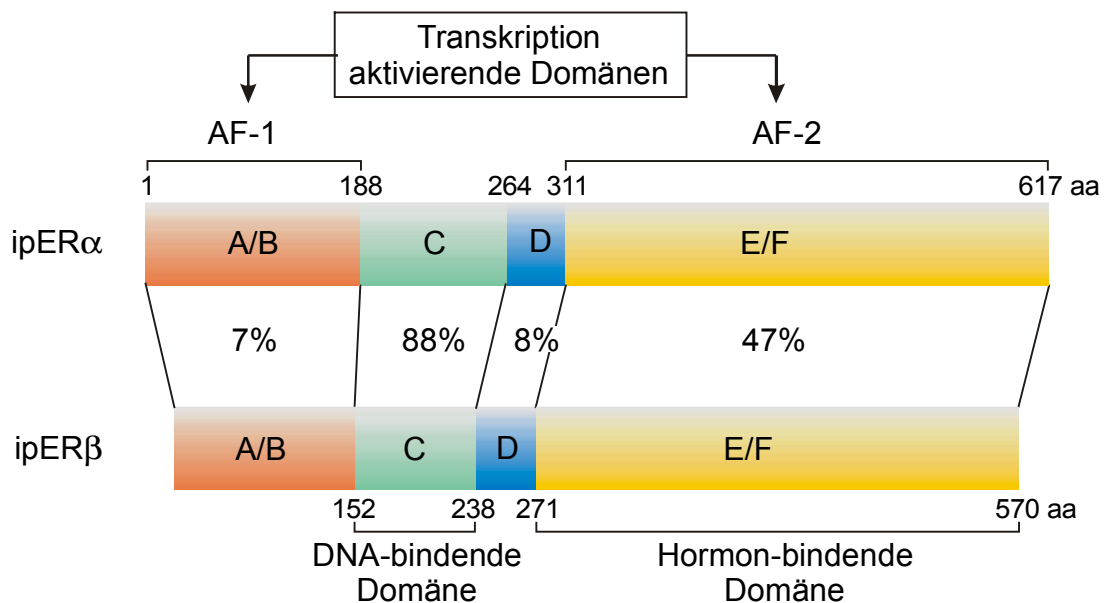 Transkription
aktivierende Domänen
AF-1 AF-2
1 188 264 311 617 aa
ipERα A/B C D E/F
7% 88% 8% 47%
ipERβ A/B C D E/F
152 238 271 570 aa
DNA-bindende Hormon-bindende
Domäne Domäne